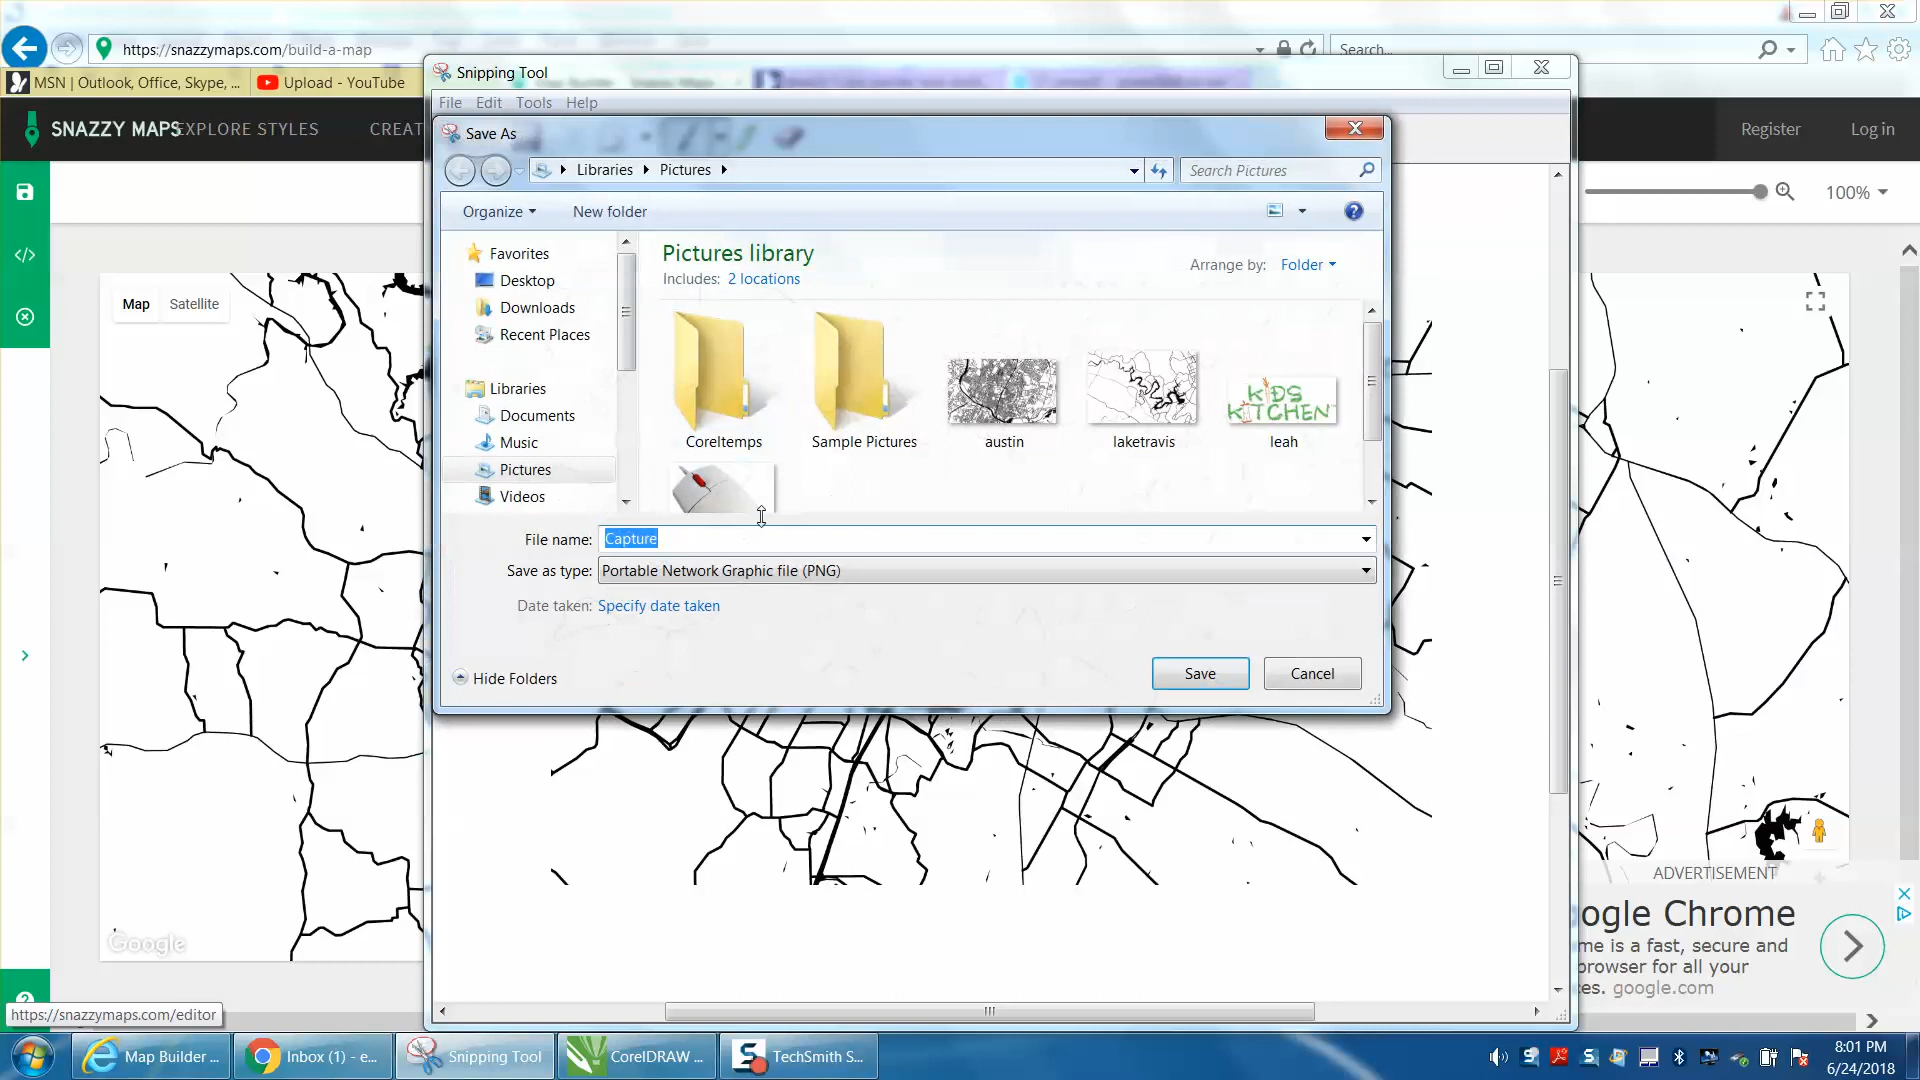 https://snazzymaps.com/build-a-map
Search...
MSN | Outlook, Office, Skype, ...
Upload - YouTube
Snipping Tool
File Edit Tools Help
SNAZZY MAPS
EXPLORE STYLES
CREAT
Register
Log in
Save As
Libraries
Pictures
Search Pictures
100%
Organize
New folder
Favorites
Desktop
Downloads
Recent Places
Libraries
Documents
Music
Pictures
Videos
Pictures library
Includes: 2 locations
Arrange by: Folder
Coreltemps
Sample Pictures
austin
laketravis
KIDS
KITCHEN
leah
Map
Satellite
File name: Capture
Save as type: Portable Network Graphic file (PNG)
Date taken: Specify date taken
Hide Folders
Save
Cancel
ADVERTISEMENT
ogle Chrome
me is a fast, secure and
browser for all your
ces. google.com
Google
https://snazzymaps.com/editor
Map Builder ...
Inbox (1) - e...
Snipping Tool
CorelDRAW ...
TechSmith S...
8:01 PM
6/24/2018